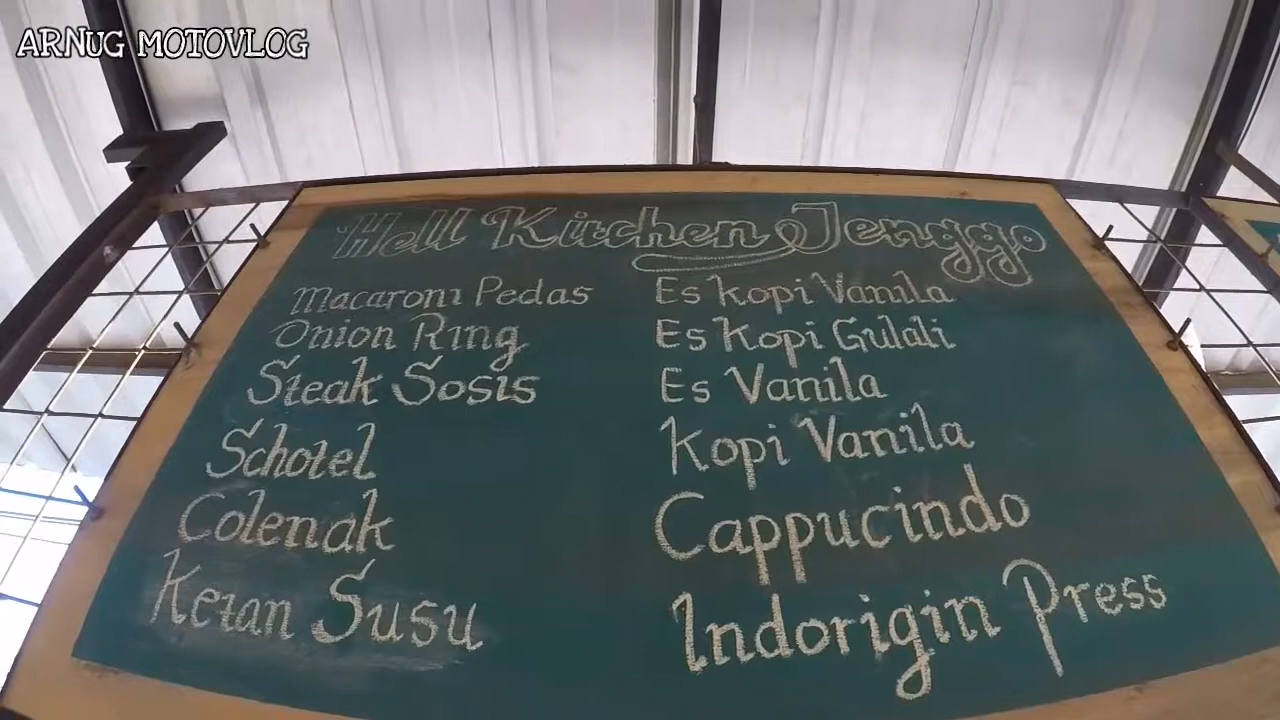 ARNUG MOTOVLOG
Hell Kitchen Jenggo
Macaroni Pedas
Onion Ring
Steak Sosis
Schotel
Colenak
Ketan Susu
Es Kopi Vanila
Es Kopi Gulali
Es Vanila
Kopi Vanila
Cappucindo
Indorigin Press